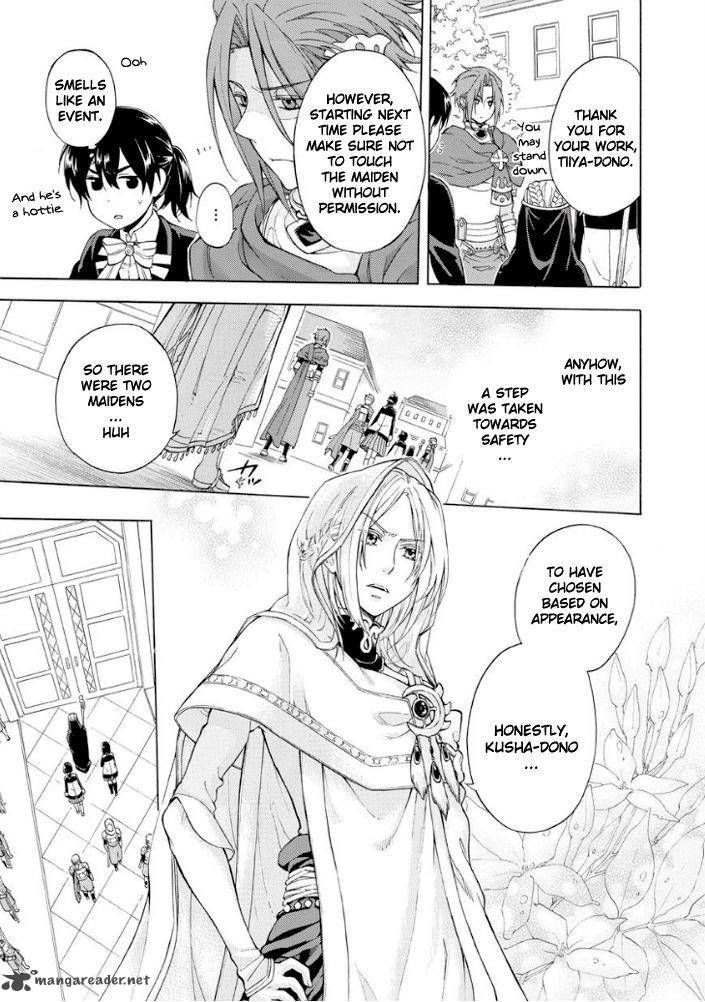 THANK
YOU FOR
YOUR WORK,
TIIYA-DONO.
You
may
stand
down
HOWEVER,
STARTING NEXT
TIME PLEASE
MAKE SURE NOT
TO TOUCH
THE MAIDEN
WITHOUT
PERMISSION.
...
Ooh
SMELLS
LIKE AN
EVENT.
And he's
a hottie
ANYHOW,
WITH THIS
A STEP
WAS TAKEN
TOWARDS
SAFETY
...
SO THERE
WERE TWO
MAIDENS
...
HUH
TO HAVE
CHOSEN
BASED ON
APPEARANCE,
HONESTLY,
KUSHA-DONO
...
mangareader.net